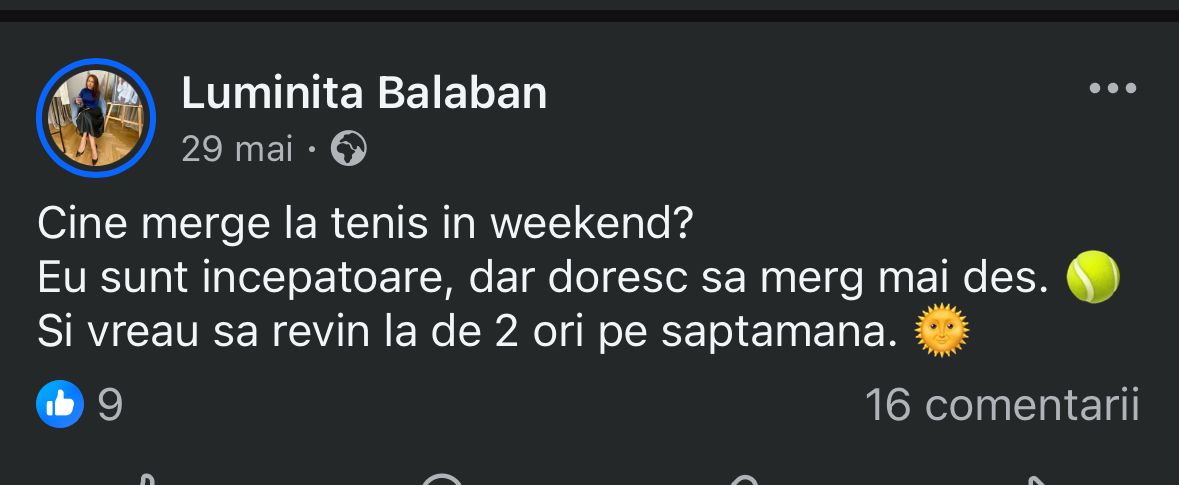 Luminita Balaban
29 mai ·
Cine merge la tenis in weekend?
Eu sunt incepatoare, dar doresc sa merg mai des. 🎾
Si vreau sa revin la de 2 ori pe saptamana. 🌞
9
16 comentarii